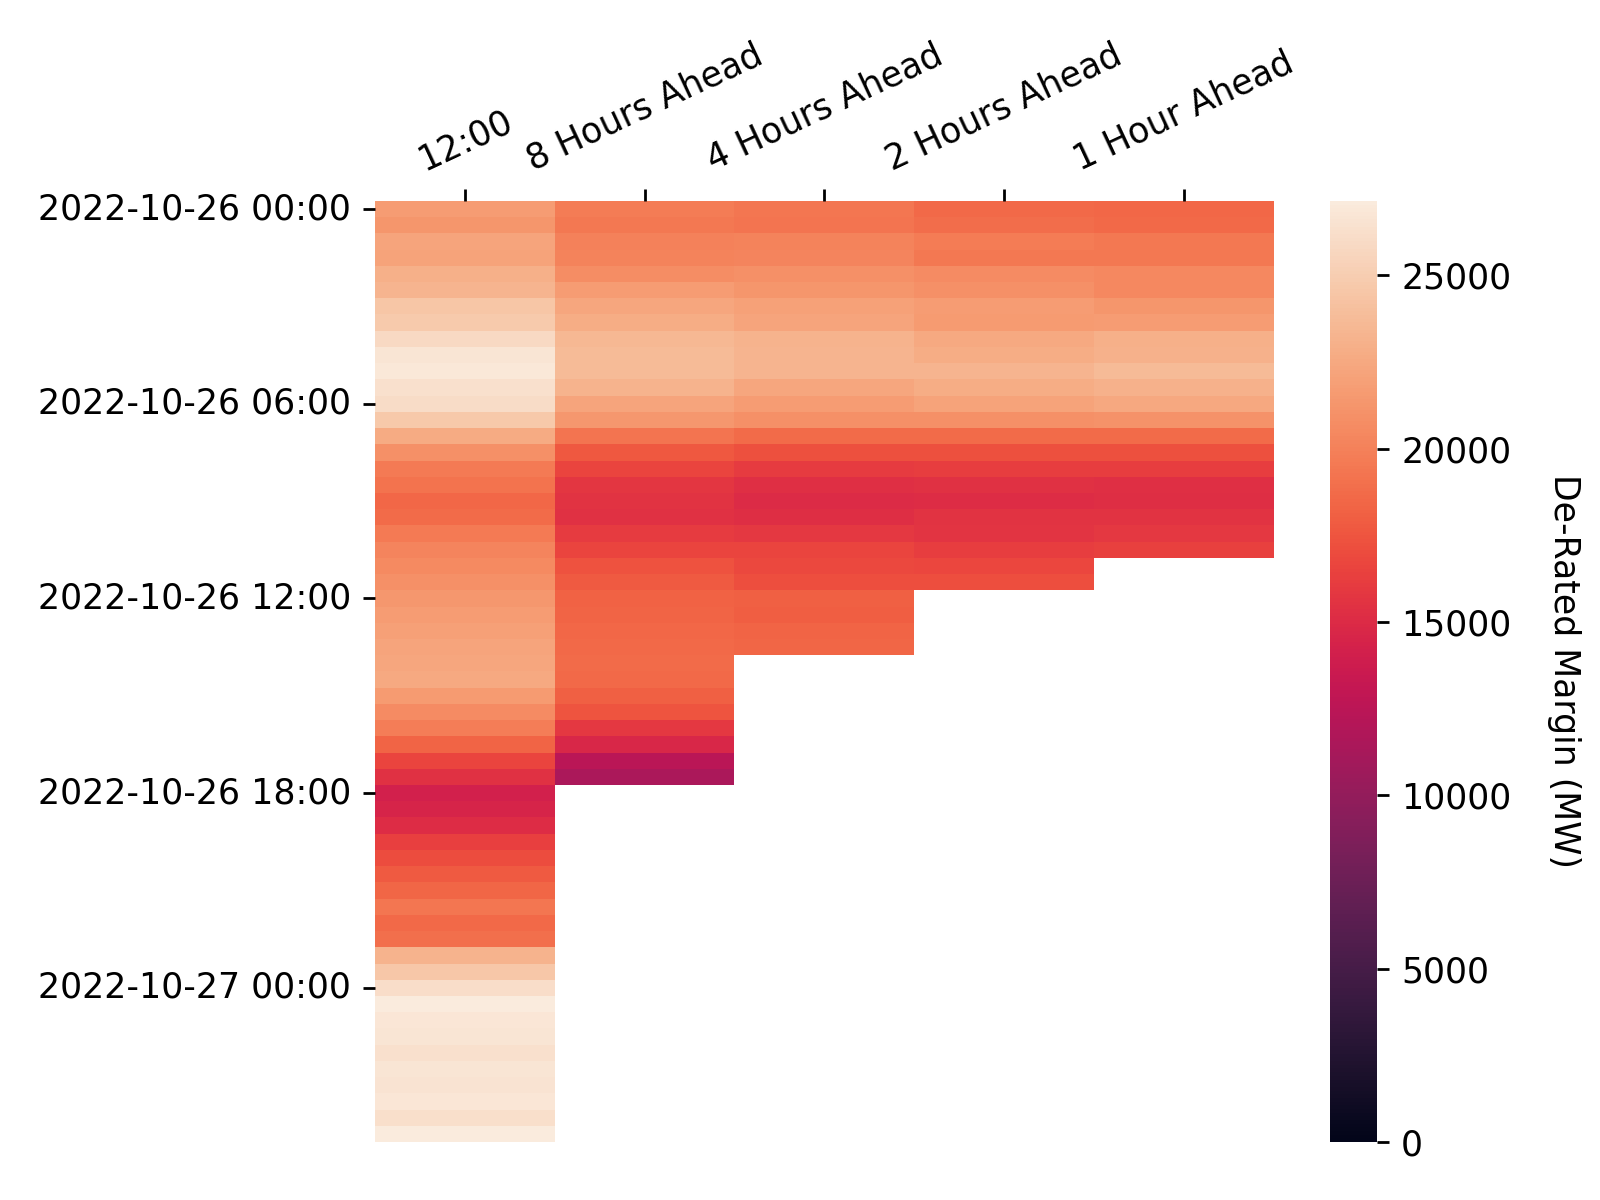 12:00
8 Hours Ahead
4 Hours Ahead
2 Hours Ahead
1 Hour Ahead
2022-10-26 00:00
2022-10-26 06:00
2022-10-26 12:00
2022-10-26 18:00
2022-10-27 00:00
25000
20000
15000
10000
5000
0
De-Rated Margin (MW)